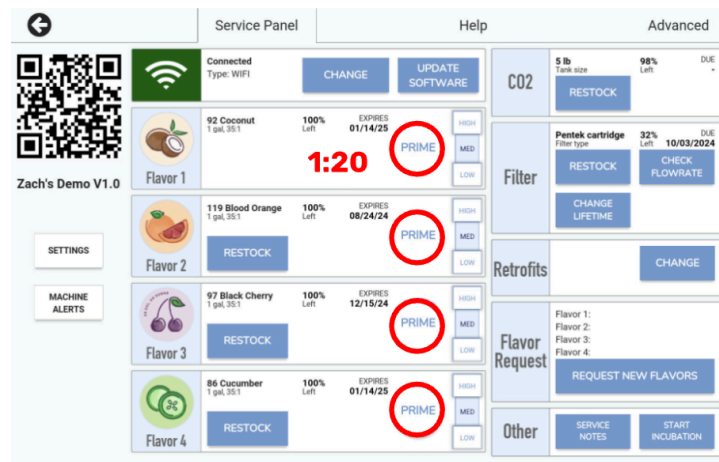 Service Panel
Help
Advanced
Zach's Demo V1.0
SETTINGS
MACHINE
ALERTS
Connected
Type: WIFI
CHANGE
UPDATE
SOFTWARE
92 Coconut
1 gal, 35:1
100%
Left
EXPIRES
01/14/25
1:20
PRIME
HIGH
MED
LOW
Flavor 1
119 Blood Orange
1 gal, 35:1
100%
Left
EXPIRES
08/24/24
RESTOCK
PRIME
HIGH
MED
LOW
Flavor 2
97 Black Cherry
1 gal, 35:1
100%
Left
EXPIRES
12/15/24
RESTOCK
PRIME
HIGH
MED
LOW
Flavor 3
86 Cucumber
1 gal, 35:1
100%
Left
EXPIRES
01/14/25
RESTOCK
PRIME
HIGH
MED
LOW
Flavor 4
CO2
5 lb
Tank size
98%
Left
DUE
-
RESTOCK
Filter
Pentek cartridge
Filter type
32%
Left
DUE
10/03/2024
RESTOCK
CHECK
FLOWRATE
CHANGE
LIFETIME
Retrofits
CHANGE
Flavor
Request
Flavor 1:
Flavor 2:
Flavor 3:
Flavor 4:
REQUEST NEW FLAVORS
Other
SERVICE
NOTES
START
INCUBATION